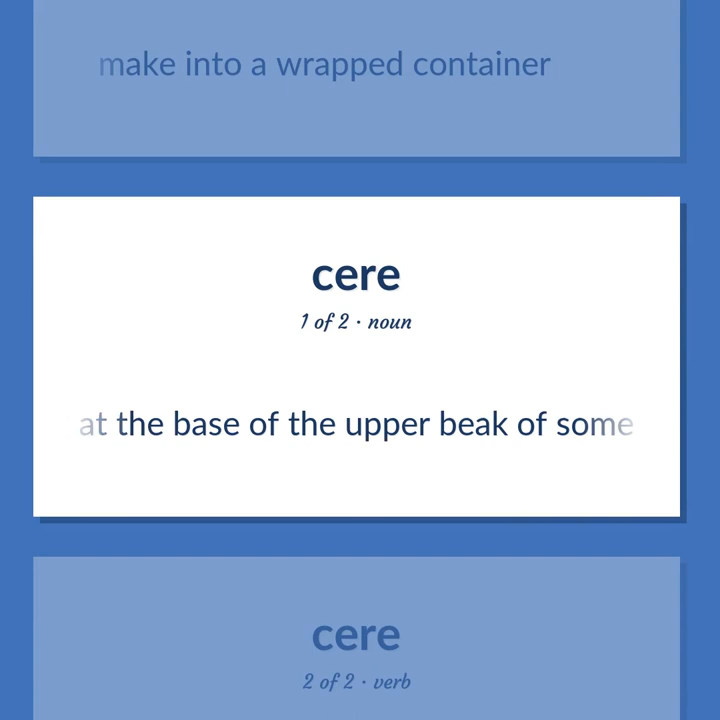 make into a wrapped container
cere
1 of 2 · noun
at the base of the upper beak of some
cere
2 of 2 · verb